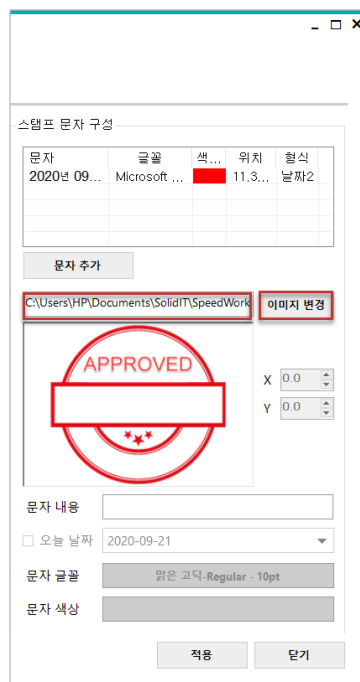 스탬프 문자 구성
문자 글꼴 색... 위치 형식
2020년 09... Microsoft ... 11.3... 날짜2
문자 추가
C:\Users\HP\Documents\SolidIT\SpeedWork 이미지 변경
APPROVED
X 0.0
Y 0.0
문자 내용
오늘 날짜 2020-09-21
문자 글꼴 맑은 고딕-Regular - 10pt
문자 색상
적용 닫기